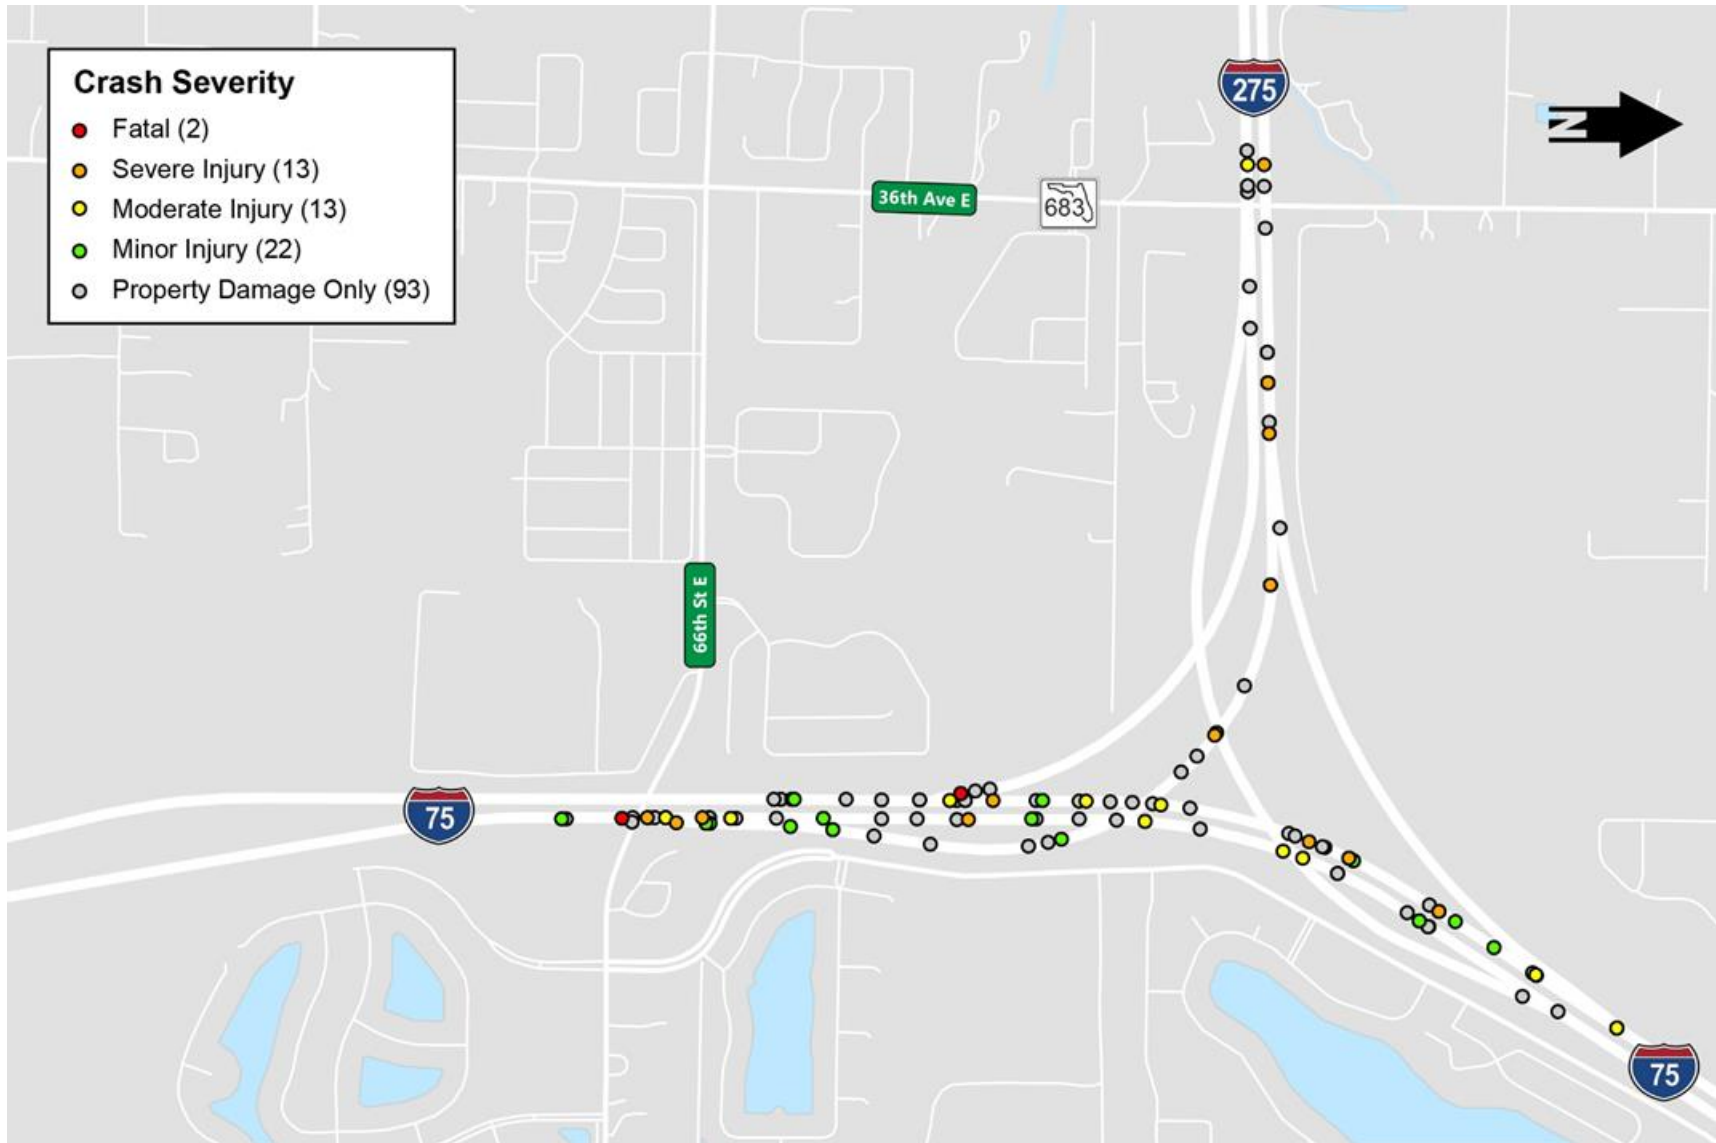 Crash Severity
Fatal (2)
Severe Injury (13)
Moderate Injury (13)
Minor Injury (22)
Property Damage Only (93)
275
N
36th Ave E
683
66th St E
75
75